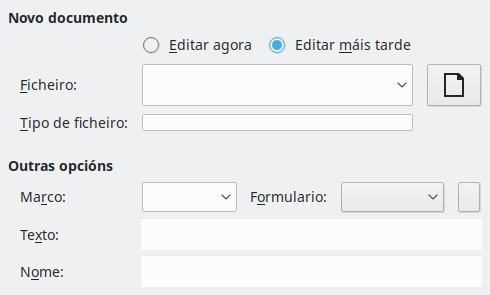 Novo documento
Editar agora Editar máis tarde
Ficheiro:
Tipo de ficheiro:
Outras opcións
Marco: Formulario:
Texto:
Nome: